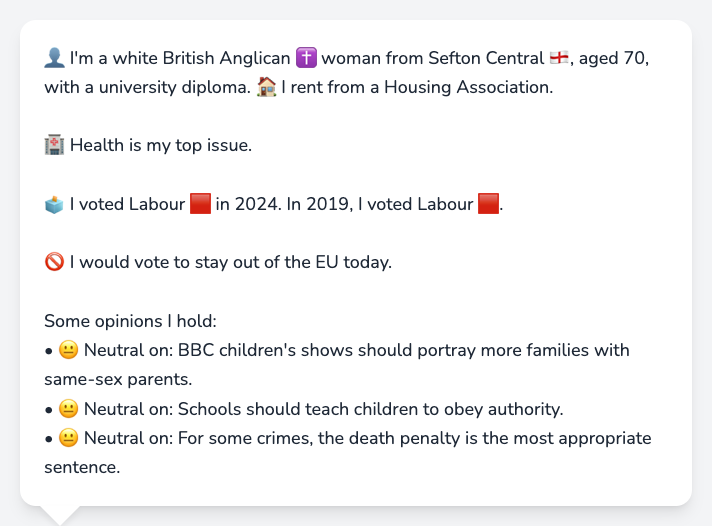 👤 I'm a white British Anglican ✝️ woman from Sefton Central 🏴󠁧󠁢󠁥󠁮󠁧󠁿, aged 70,
with a university diploma. 🏠 I rent from a Housing Association.
🏥 Health is my top issue.
🗳️ I voted Labour 🟥 in 2024. In 2019, I voted Labour 🟥.
🚫 I would vote to stay out of the EU today.
Some opinions I hold:
• 😐 Neutral on: BBC children's shows should portray more families with
same-sex parents.
• 😐 Neutral on: Schools should teach children to obey authority.
• 😐 Neutral on: For some crimes, the death penalty is the most appropriate
sentence.